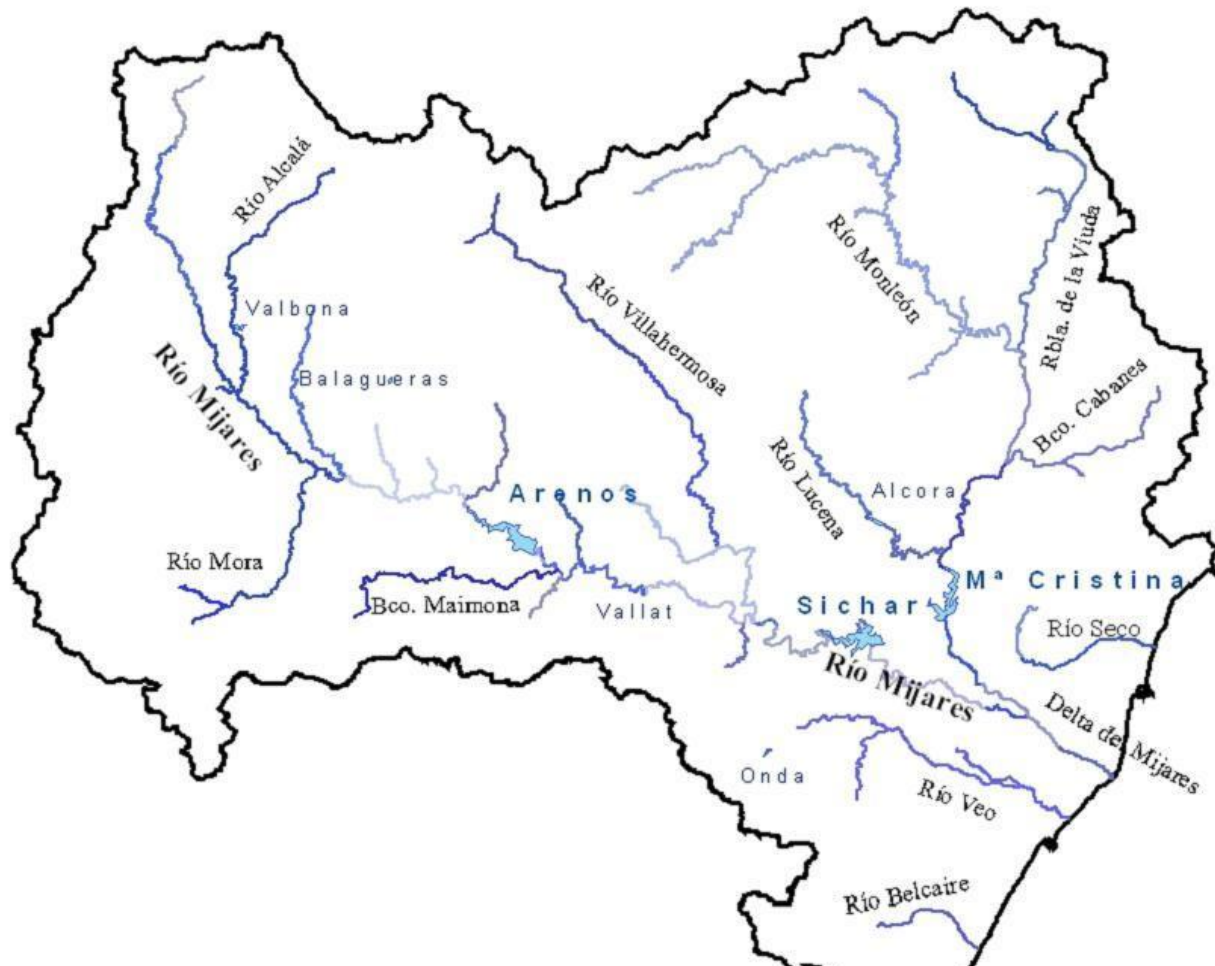 Río Alcalá
Valbona
Río Mijares
Balagueras
Río Villahermosa
Río Monleón
Rbla. de la Viuda
Bco. Cabanes
Río Lucena
Alcora
Arenos
Río Mora
Bco. Maimona
Vallat
Sichar
Mª Cristina
Río Seco
Río Mijares
Delta del Mijares
Onda
Río Veo
Río Belcaire